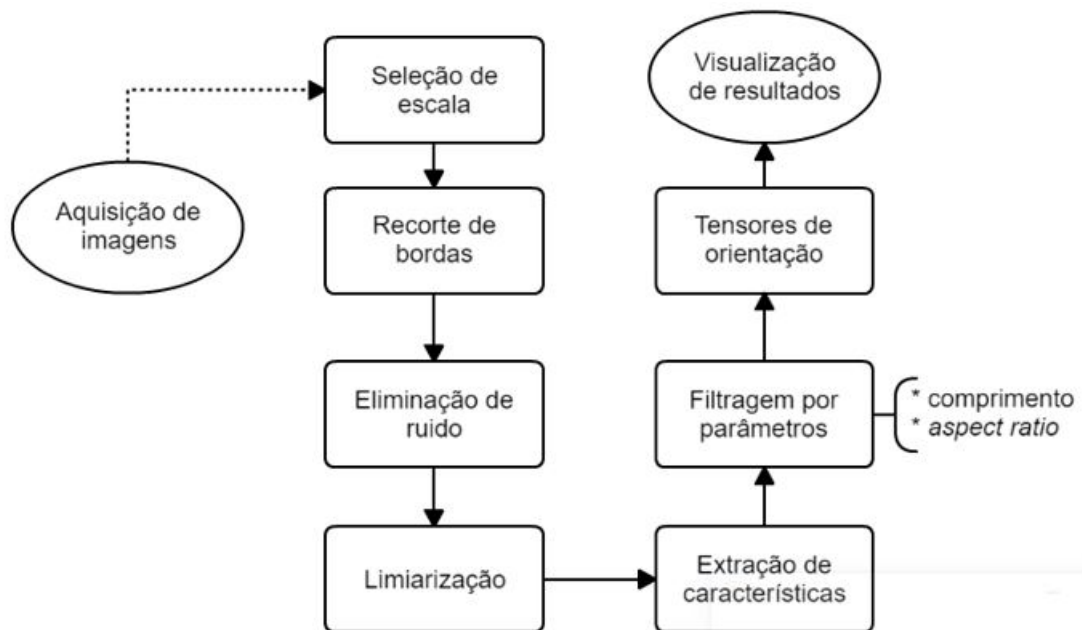 Aquisição de
imagens
Seleção de
escala
Recorte de
bordas
Eliminação de
ruido
Limiarização
Extração de
características
Filtragem por
parâmetros
* comprimento
* aspect ratio
Tensores de
orientação
Visualização
de resultados